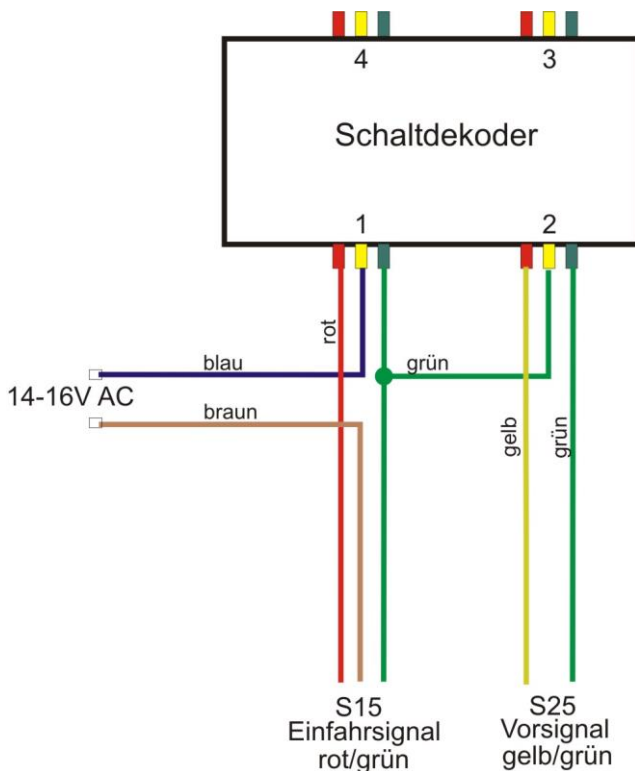 4
3
Schaltdekoder
1
2
rot
blau
grün
14-16V AC
braun
gelb
grün
S15
Einfahrsignal
rot/grün
S25
Vorsignal
gelb/grün